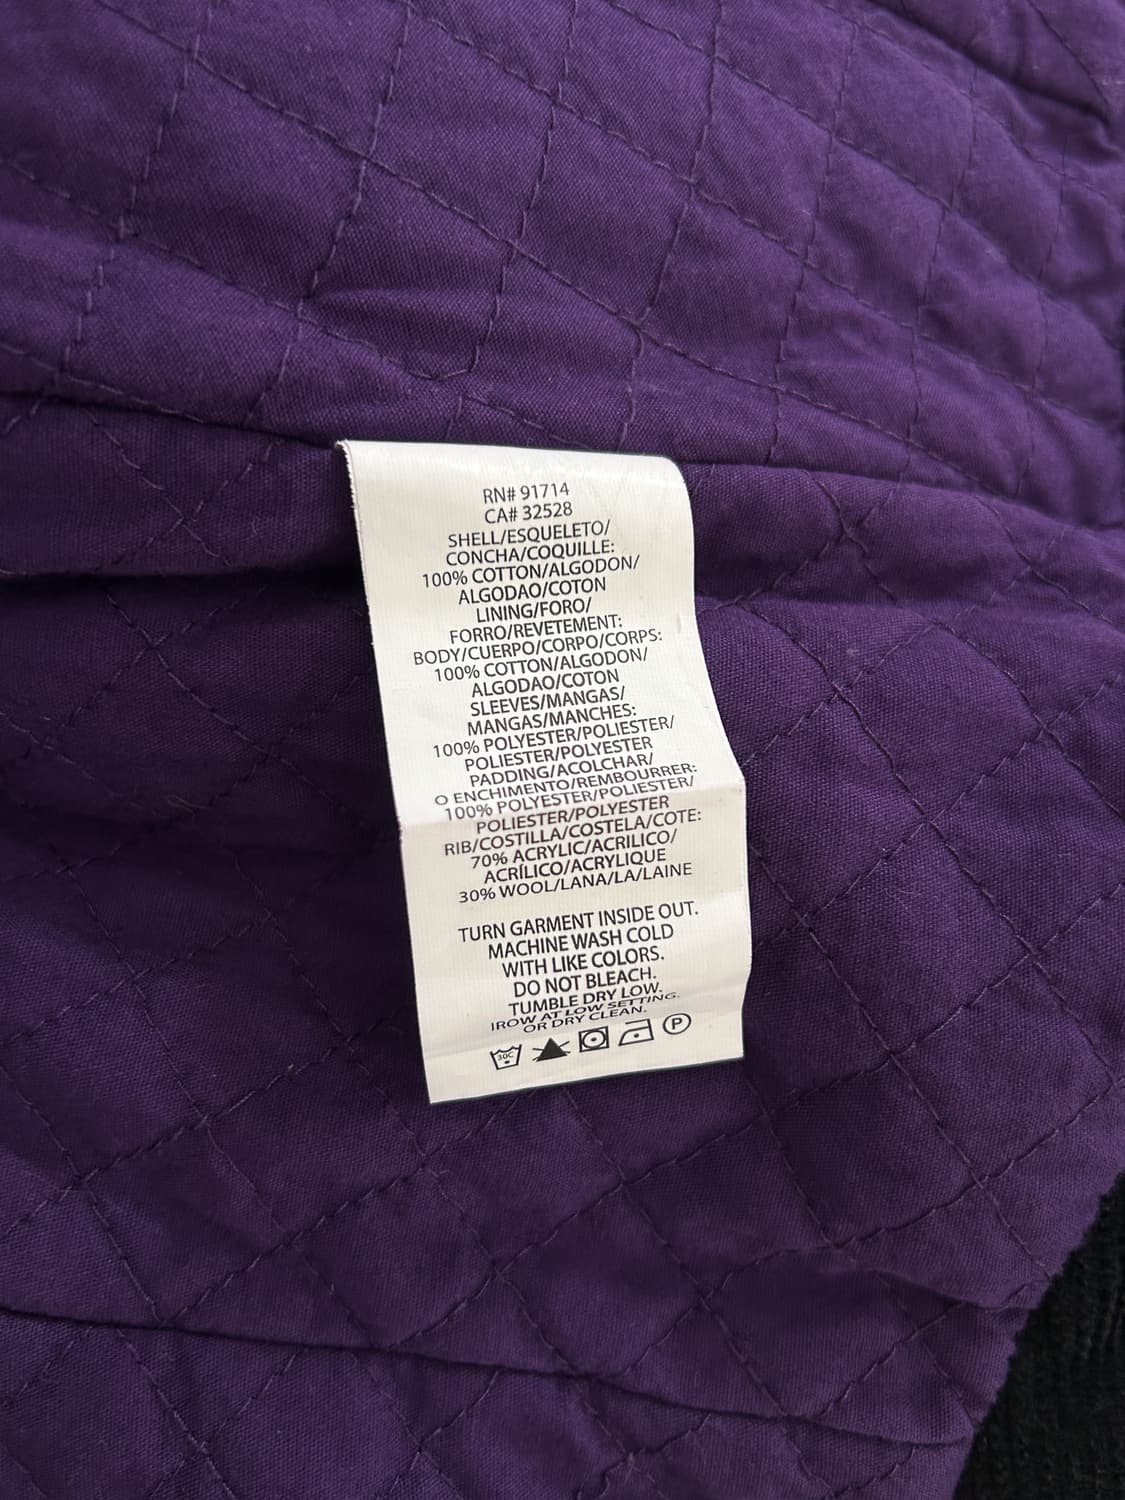 RN# 91714
CA# 32528
SHELL/ESQUELETO/
CONCHA/COQUILLE:
100% COTTON/ALGODON/
ALGODAO/COTON
LINING/FORO/
FORRO/REVETEMENT:
BODY/CUERPO/CORPO/CORPS:
100% COTTON/ALGODON/
ALGODAO/COTON
SLEEVES/MANGAS/
MANGAS/MANCHES:
100% POLYESTER/POLIESTER/
POLIESTER/POLYESTER
PADDING/ACOLCHAR/
O ENCHIMENTO/REMBOURRER:
100% POLYESTER/POLIESTER/
POLIESTER/POLYESTER
RIB/COSTILLA/COSTELA/COTE:
70% ACRYLIC/ACRILICO/
ACRÍLICO/ACRYLIQUE
30% WOOL/LANA/LA/LAINE
TURN GARMENT INSIDE OUT.
MACHINE WASH COLD
WITH LIKE COLORS.
DO NOT BLEACH.
TUMBLE DRY LOW.
IROW AT LOW SETTING.
OR DRY CLEAN.
30C P